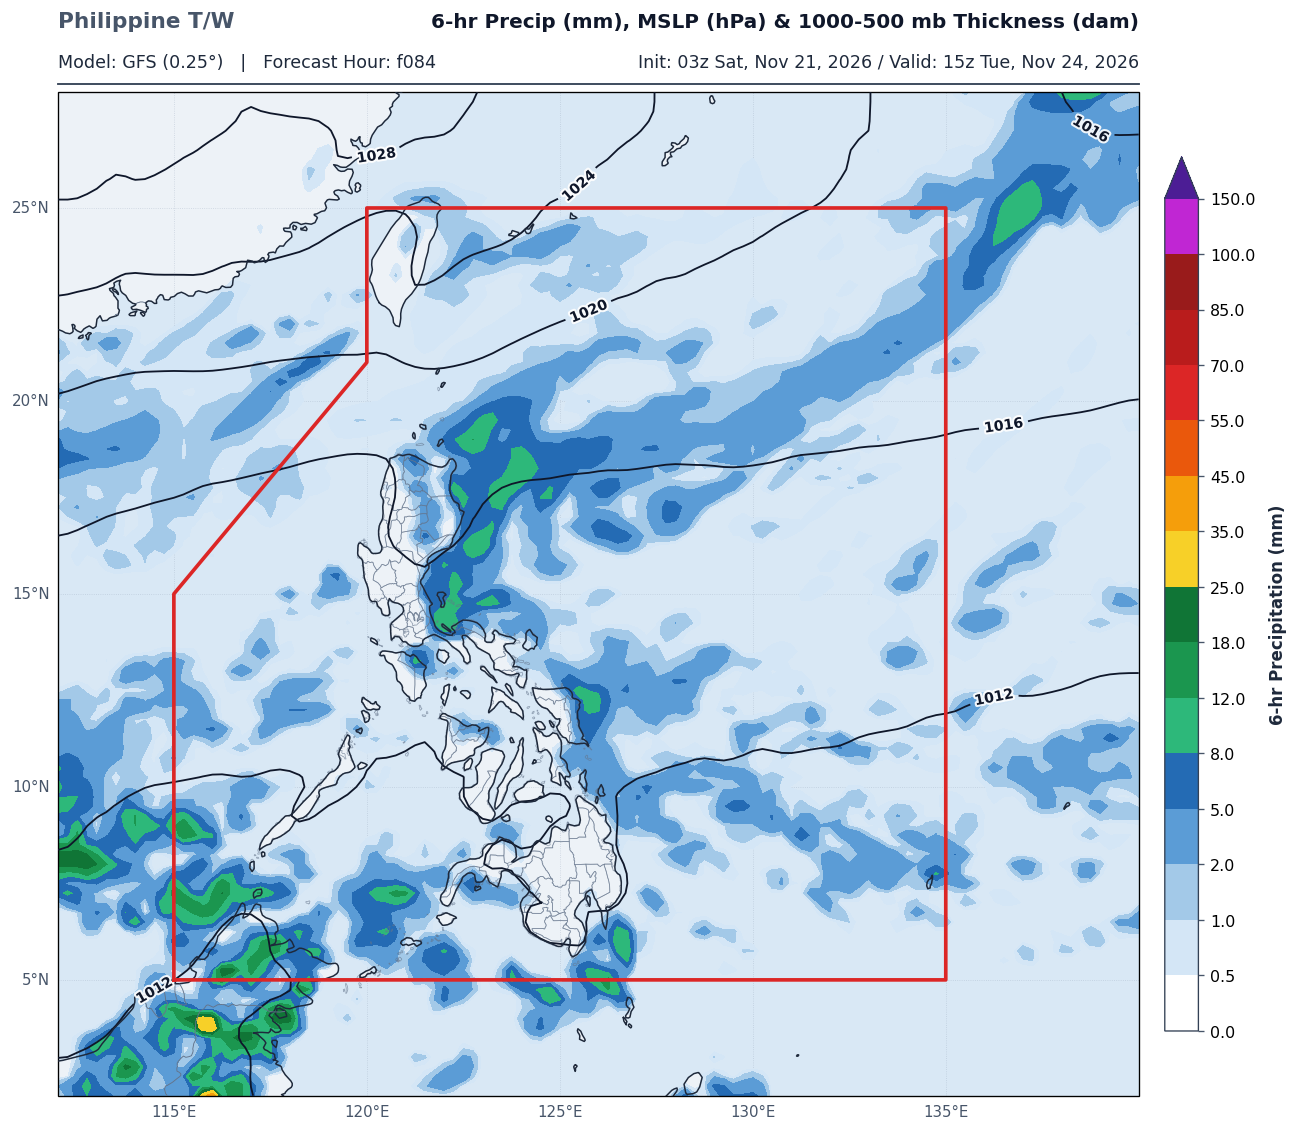 Philippine T/W
6-hr Precip (mm), MSLP (hPa) & 1000-500 mb Thickness (dam)
Model: GFS (0.25°) | Forecast Hour: f084
Init: 03z Sat, Nov 21, 2026 / Valid: 15z Tue, Nov 24, 2026
1016
1028
1024
1020
1016
1012
1012
25°N
20°N
15°N
10°N
5°N
115°E
120°E
125°E
130°E
135°E
150.0
100.0
85.0
70.0
55.0
45.0
35.0
25.0
18.0
12.0
8.0
5.0
2.0
1.0
0.5
0.0
6-hr Precipitation (mm)